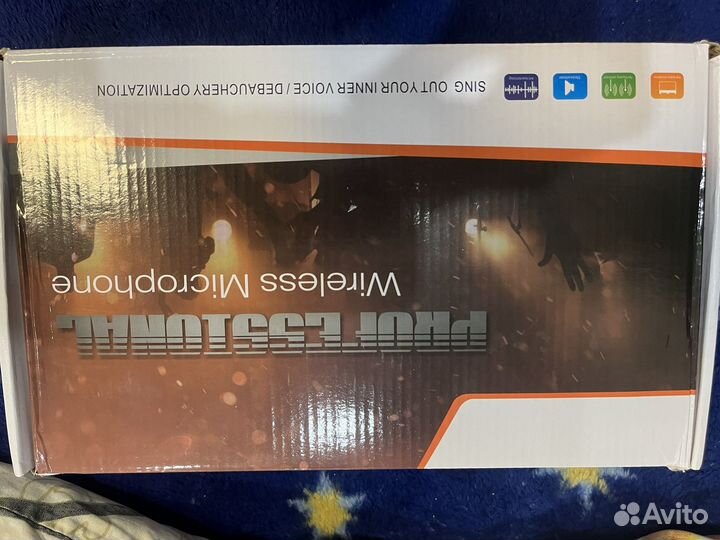 PROFESSIONAL
Wireless Microphone
SING OUT YOUR INNER VOICE / DEBAUCHERY OPTIMIZATION
Avito